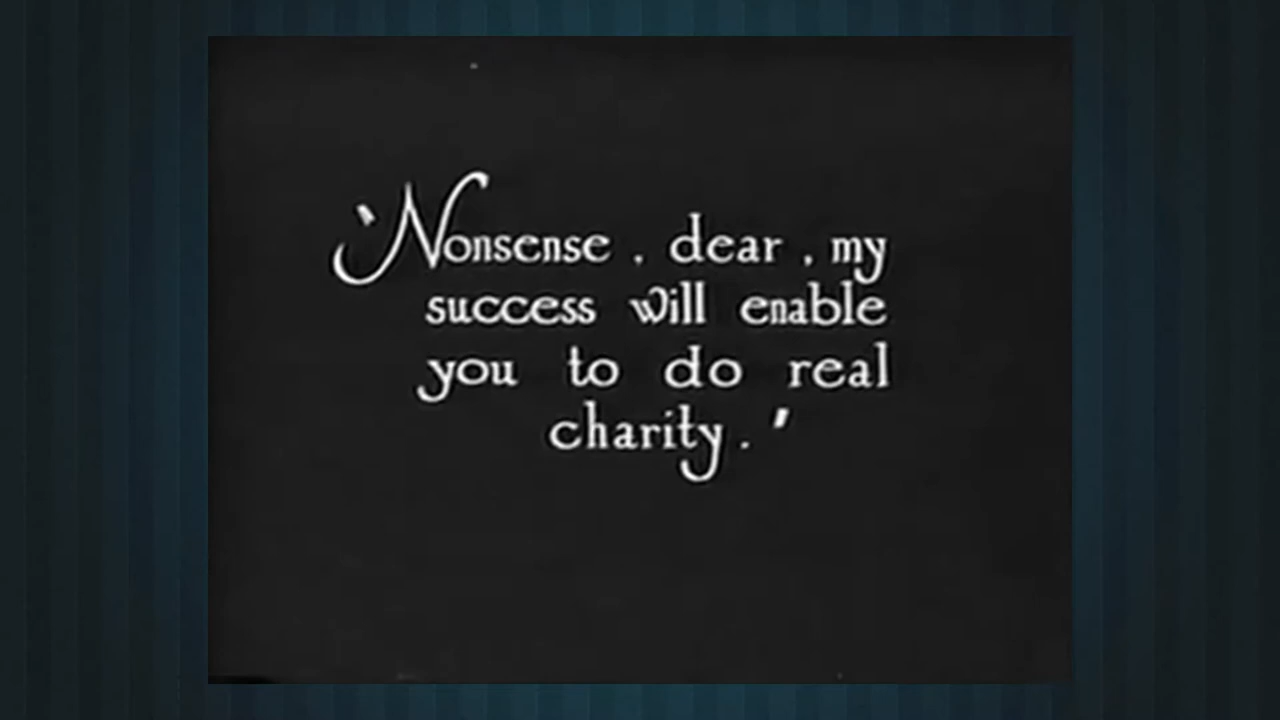 'Nonsense , dear , my
success will enable
you to do real
charity . '